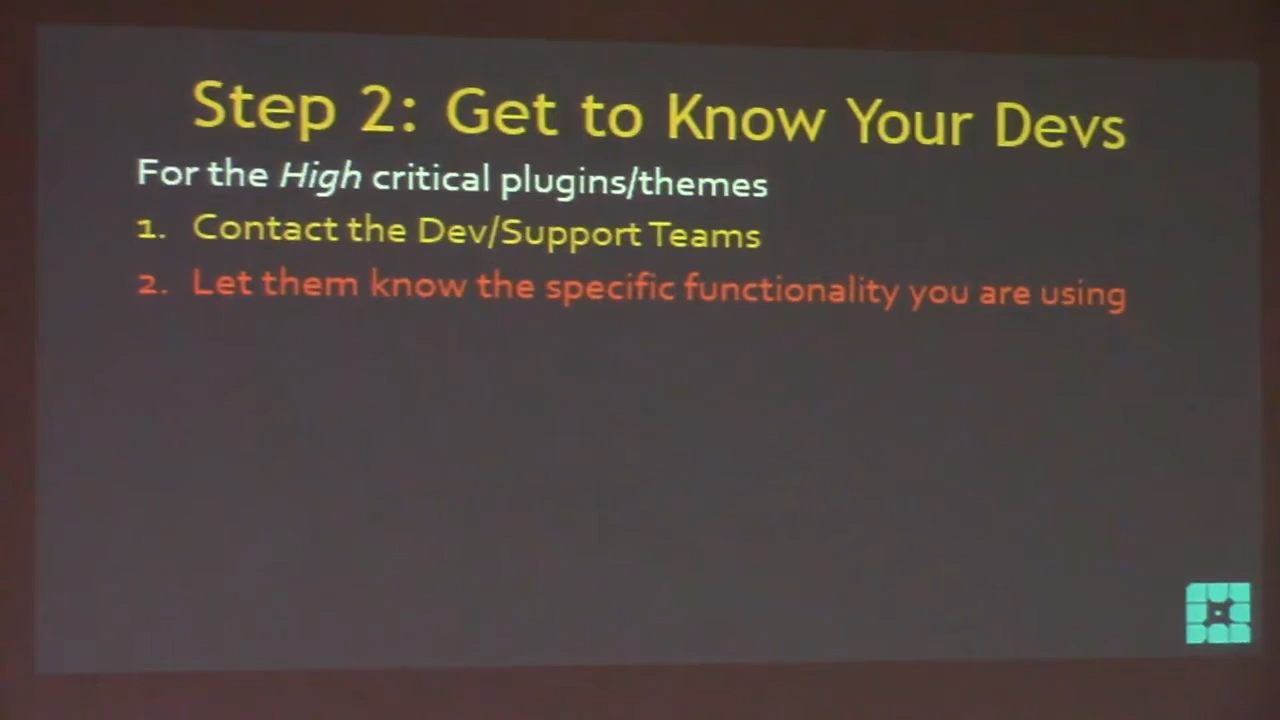 Step 2: Get to Know Your Devs
For the High critical plugins/themes
1. Contact the Dev/Support Teams
2. Let them know the specific functionality you are using